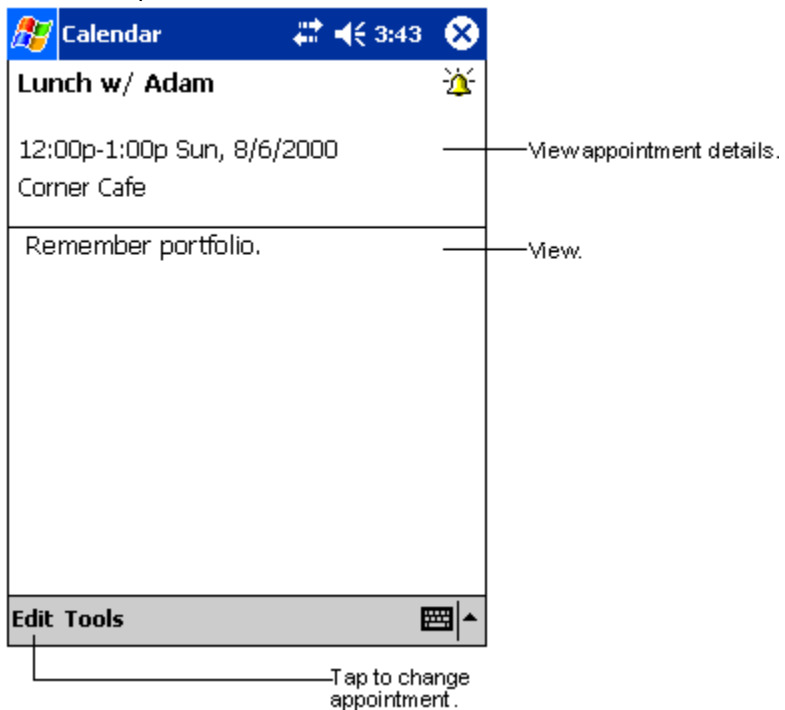 Calendar 3:43
Lunch w/ Adam
12:00p-1:00p Sun, 8/6/2000
View appointment details.
Corner Cafe
Remember portfolio.
View.
Edit Tools
Tap to change
appointment.